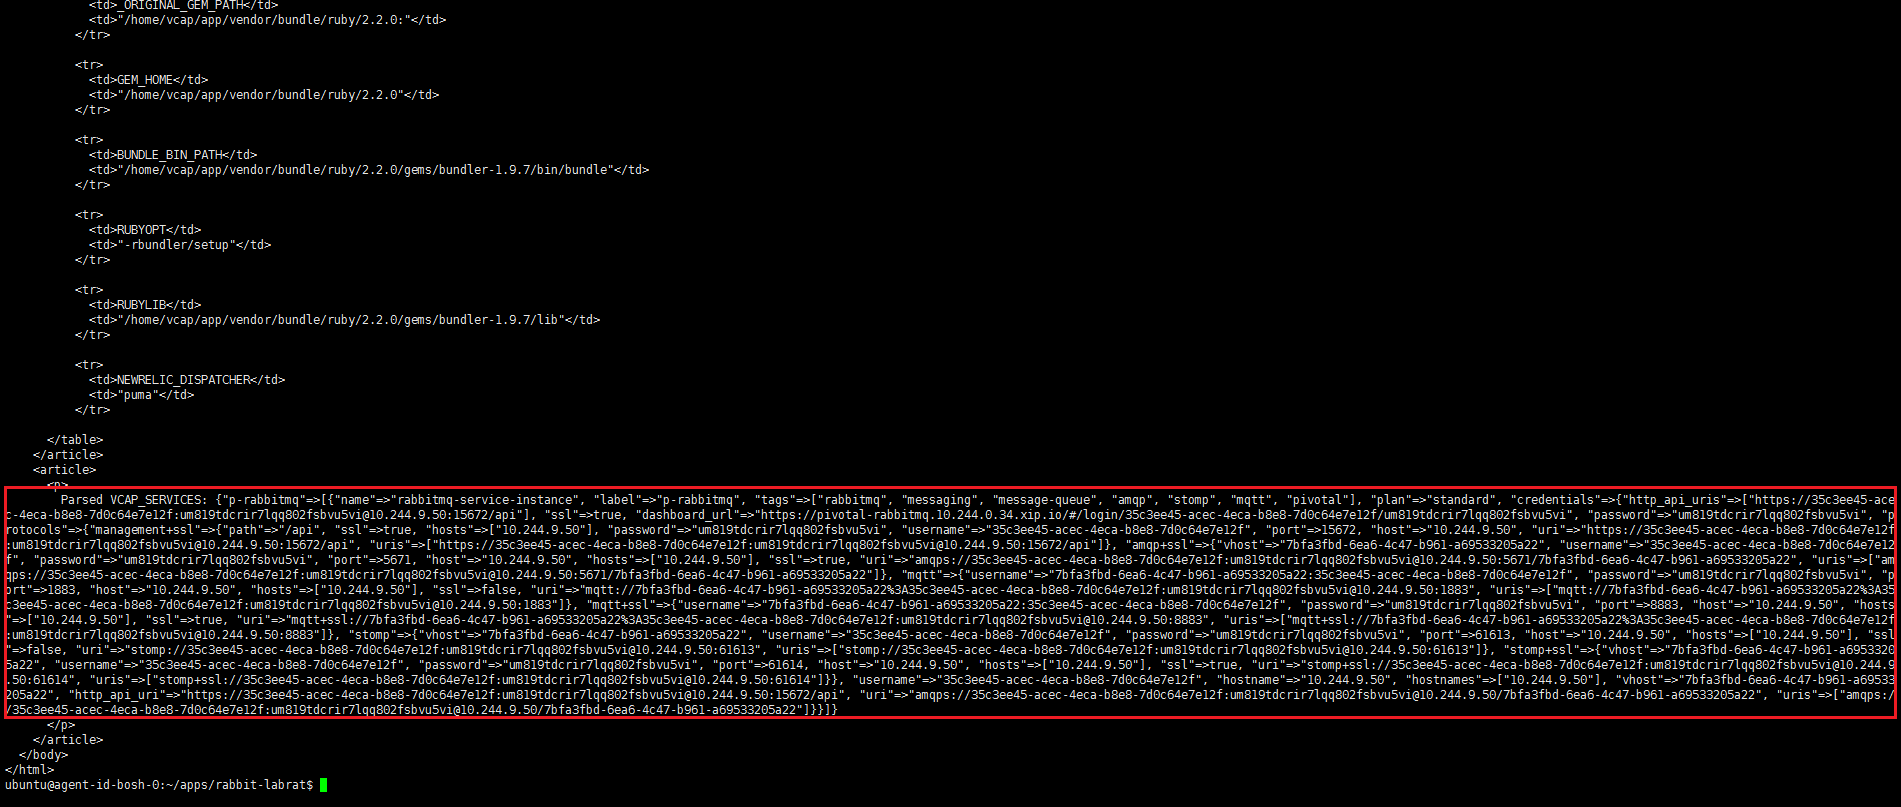 <td>_ORIGINAL_GEM_PATH</td>
<td>"/home/vcap/app/vendor/bundle/ruby/2.2.0:"</td>
</tr>
<tr>
<td>GEM_HOME</td>
<td>"/home/vcap/app/vendor/bundle/ruby/2.2.0"</td>
</tr>
<tr>
<td>BUNDLE_BIN_PATH</td>
<td>"/home/vcap/app/vendor/bundle/ruby/2.2.0/gems/bundler-1.9.7/bin/bundle"</td>
</tr>
<tr>
<td>RUBYOPT</td>
<td>"-rbundler/setup"</td>
</tr>
<tr>
<td>RUBYLIB</td>
<td>"/home/vcap/app/vendor/bundle/ruby/2.2.0/gems/bundler-1.9.7/lib"</td>
</tr>
<tr>
<td>NEWRELIC_DISPATCHER</td>
<td>"puma"</td>
</tr>
</table>
</article>
<article>
<p>
Parsed VCAP_SERVICES: {"p-rabbitmq"=>[{"name"=>"rabbitmq-service-instance", "label"=>"p-rabbitmq", "tags"=>["rabbitmq", "messaging", "message-queue", "amqp", "stomp", "mqtt", "pivotal"], "plan"=>"standard", "credentials"=>{"http_api_uris"=>["https://35c3ee45-ace
c-4eca-b8e8-7d0c64e7e12f:um819tdcrir7lqq802fsbvu5vi@10.244.9.50:15672/api"], "ssl"=>true, "dashboard_url"=>"https://pivotal-rabbitmq.10.244.0.34.xip.io/#/login/35c3ee45-acec-4eca-b8e8-7d0c64e7e12f/um819tdcrir7lqq802fsbvu5vi", "password"=>"um819tdcrir7lqq802fsbvu5vi", "p
rotocols"=>{"management+ssl"=>{"path"=>"/api", "ssl"=>true, "hosts"=>["10.244.9.50"], "password"=>"um819tdcrir7lqq802fsbvu5vi", "username"=>"35c3ee45-acec-4eca-b8e8-7d0c64e7e12f", "port"=>15672, "host"=>"10.244.9.50", "uri"=>"https://35c3ee45-acec-4eca-b8e8-7d0c64e7e12f
:um819tdcrir7lqq802fsbvu5vi@10.244.9.50:15672/api", "uris"=>["https://35c3ee45-acec-4eca-b8e8-7d0c64e7e12f:um819tdcrir7lqq802fsbvu5vi@10.244.9.50:15672/api"]}, "amqp+ssl"=>{"vhost"=>"7bfa3fbd-6ea6-4c47-b961-a69533205a22", "username"=>"35c3ee45-acec-4eca-b8e8-7d0c64e7e12
f", "password"=>"um819tdcrir7lqq802fsbvu5vi", "port"=>5671, "host"=>"10.244.9.50", "hosts"=>["10.244.9.50"], "ssl"=>true, "uri"=>"amqps://35c3ee45-acec-4eca-b8e8-7d0c64e7e12f:um819tdcrir7lqq802fsbvu5vi@10.244.9.50:5671/7bfa3fbd-6ea6-4c47-b961-a69533205a22", "uris"=>["am
qps://35c3ee45-acec-4eca-b8e8-7d0c64e7e12f:um819tdcrir7lqq802fsbvu5vi@10.244.9.50:5671/7bfa3fbd-6ea6-4c47-b961-a69533205a22"]}, "mqtt"=>{"username"=>"7bfa3fbd-6ea6-4c47-b961-a69533205a22:35c3ee45-acec-4eca-b8e8-7d0c64e7e12f", "password"=>"um819tdcrir7lqq802fsbvu5vi", "p
ort"=>1883, "host"=>"10.244.9.50", "hosts"=>["10.244.9.50"], "ssl"=>false, "uri"=>"mqtt://7bfa3fbd-6ea6-4c47-b961-a69533205a22%3A35c3ee45-acec-4eca-b8e8-7d0c64e7e12f:um819tdcrir7lqq802fsbvu5vi@10.244.9.50:1883", "uris"=>["mqtt://7bfa3fbd-6ea6-4c47-b961-a69533205a22%3A35
c3ee45-acec-4eca-b8e8-7d0c64e7e12f:um819tdcrir7lqq802fsbvu5vi@10.244.9.50:1883"]}, "mqtt+ssl"=>{"username"=>"7bfa3fbd-6ea6-4c47-b961-a69533205a22:35c3ee45-acec-4eca-b8e8-7d0c64e7e12f", "password"=>"um819tdcrir7lqq802fsbvu5vi", "port"=>8883, "host"=>"10.244.9.50", "hosts
"=>["10.244.9.50"], "ssl"=>true, "uri"=>"mqtt+ssl://7bfa3fbd-6ea6-4c47-b961-a69533205a22%3A35c3ee45-acec-4eca-b8e8-7d0c64e7e12f:um819tdcrir7lqq802fsbvu5vi@10.244.9.50:8883", "uris"=>["mqtt+ssl://7bfa3fbd-6ea6-4c47-b961-a69533205a22%3A35c3ee45-acec-4eca-b8e8-7d0c64e7e12f
:um819tdcrir7lqq802fsbvu5vi@10.244.9.50:8883"]}, "stomp"=>{"vhost"=>"7bfa3fbd-6ea6-4c47-b961-a69533205a22", "username"=>"35c3ee45-acec-4eca-b8e8-7d0c64e7e12f", "password"=>"um819tdcrir7lqq802fsbvu5vi", "port"=>61613, "host"=>"10.244.9.50", "hosts"=>["10.244.9.50"], "ssl
"=>false, "uri"=>"stomp://35c3ee45-acec-4eca-b8e8-7d0c64e7e12f:um819tdcrir7lqq802fsbvu5vi@10.244.9.50:61613", "uris"=>["stomp://35c3ee45-acec-4eca-b8e8-7d0c64e7e12f:um819tdcrir7lqq802fsbvu5vi@10.244.9.50:61613"]}, "stomp+ssl"=>{"vhost"=>"7bfa3fbd-6ea6-4c47-b961-a6953320
5a22", "username"=>"35c3ee45-acec-4eca-b8e8-7d0c64e7e12f", "password"=>"um819tdcrir7lqq802fsbvu5vi", "port"=>61614, "host"=>"10.244.9.50", "hosts"=>["10.244.9.50"], "ssl"=>true, "uri"=>"stomp+ssl://35c3ee45-acec-4eca-b8e8-7d0c64e7e12f:um819tdcrir7lqq802fsbvu5vi@10.244.9
.50:61614", "uris"=>["stomp+ssl://35c3ee45-acec-4eca-b8e8-7d0c64e7e12f:um819tdcrir7lqq802fsbvu5vi@10.244.9.50:61614"]}}, "username"=>"35c3ee45-acec-4eca-b8e8-7d0c64e7e12f", "hostname"=>"10.244.9.50", "hostnames"=>["10.244.9.50"], "vhost"=>"7bfa3fbd-6ea6-4c47-b961-a69533
205a22", "http_api_uri"=>"https://35c3ee45-acec-4eca-b8e8-7d0c64e7e12f:um819tdcrir7lqq802fsbvu5vi@10.244.9.50:15672/api", "uri"=>"amqps://35c3ee45-acec-4eca-b8e8-7d0c64e7e12f:um819tdcrir7lqq802fsbvu5vi@10.244.9.50/7bfa3fbd-6ea6-4c47-b961-a69533205a22", "uris"=>["amqps:/
/35c3ee45-acec-4eca-b8e8-7d0c64e7e12f:um819tdcrir7lqq802fsbvu5vi@10.244.9.50/7bfa3fbd-6ea6-4c47-b961-a69533205a22"]}}]}
</p>
</article>
</body>
</html>
ubuntu@agent-id-bosh-0:~/apps/rabbit-labrat$